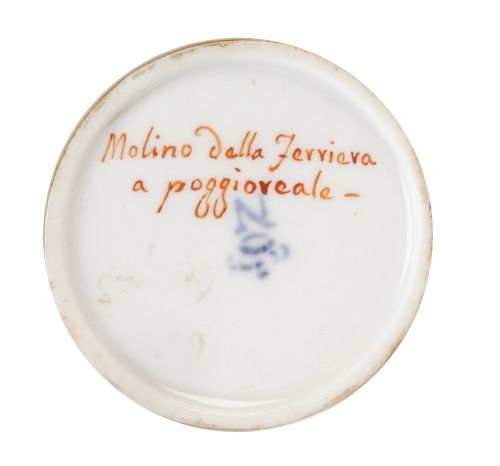 Molino della Ferriera
a poggioreale –